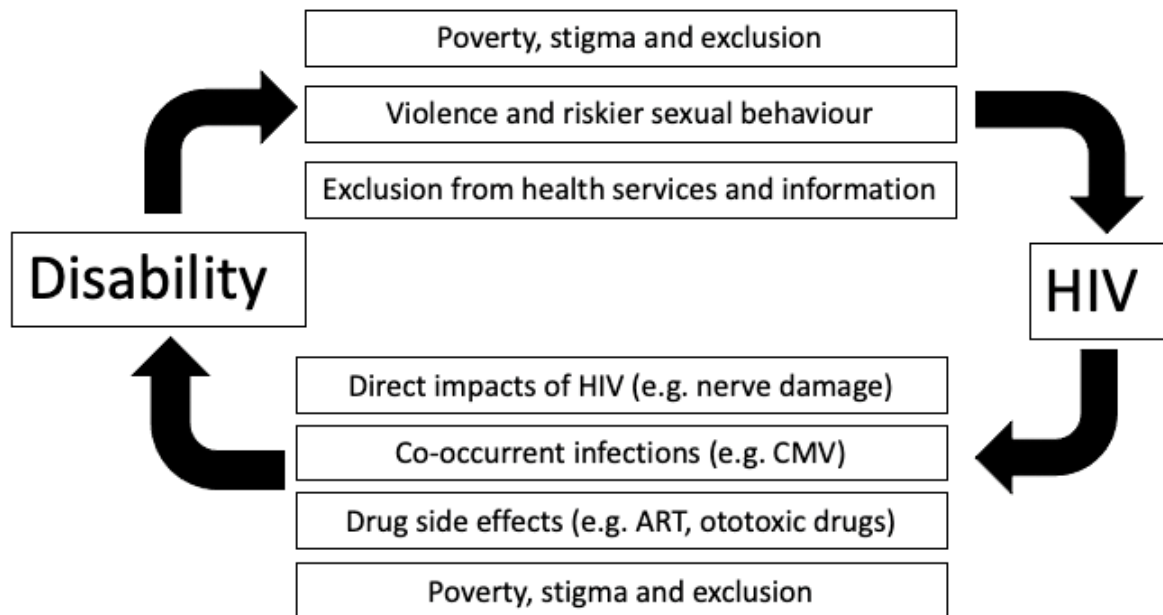 Poverty, stigma and exclusion
Violence and riskier sexual behaviour
Exclusion from health services and information
Disability
HIV
Direct impacts of HIV (e.g. nerve damage)
Co-occurrent infections (e.g. CMV)
Drug side effects (e.g. ART, ototoxic drugs)
Poverty, stigma and exclusion